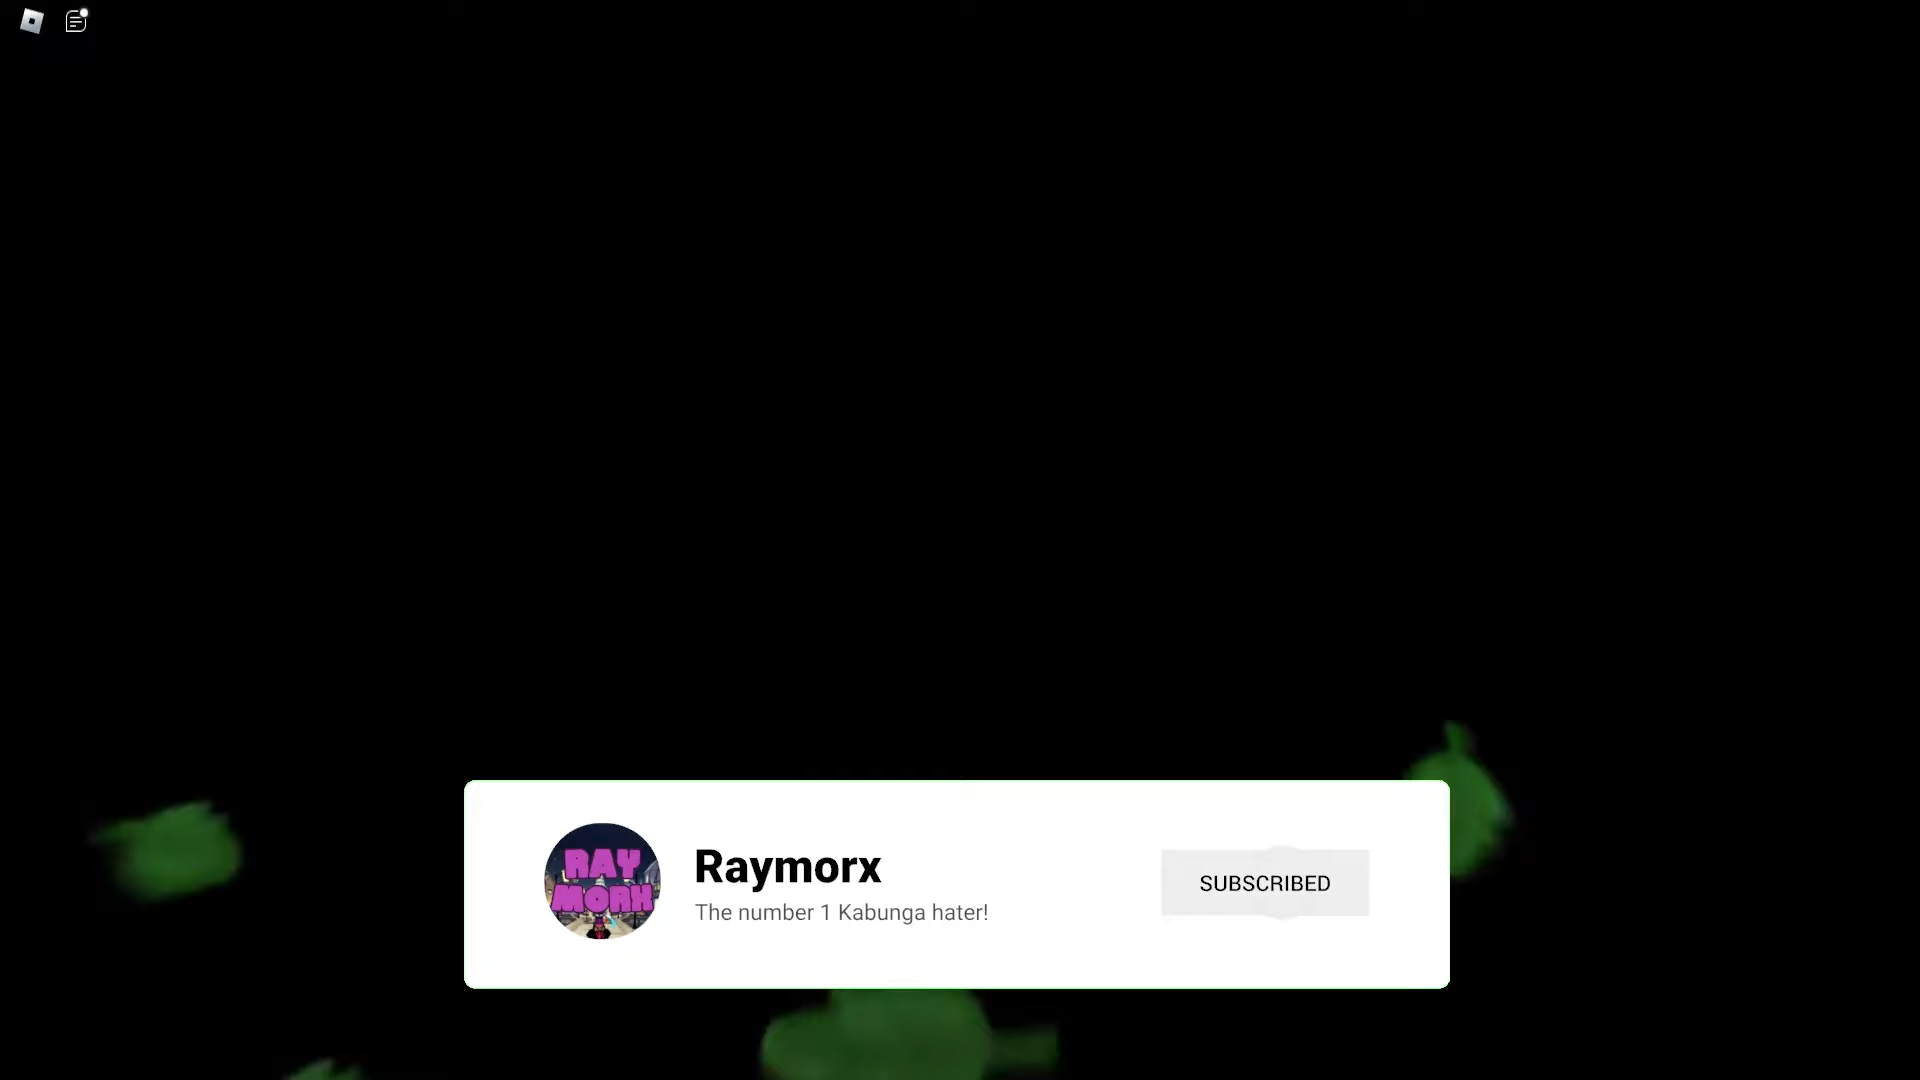 RAY
MORX
Raymorx
The number 1 Kabunga hater!
SUBSCRIBED